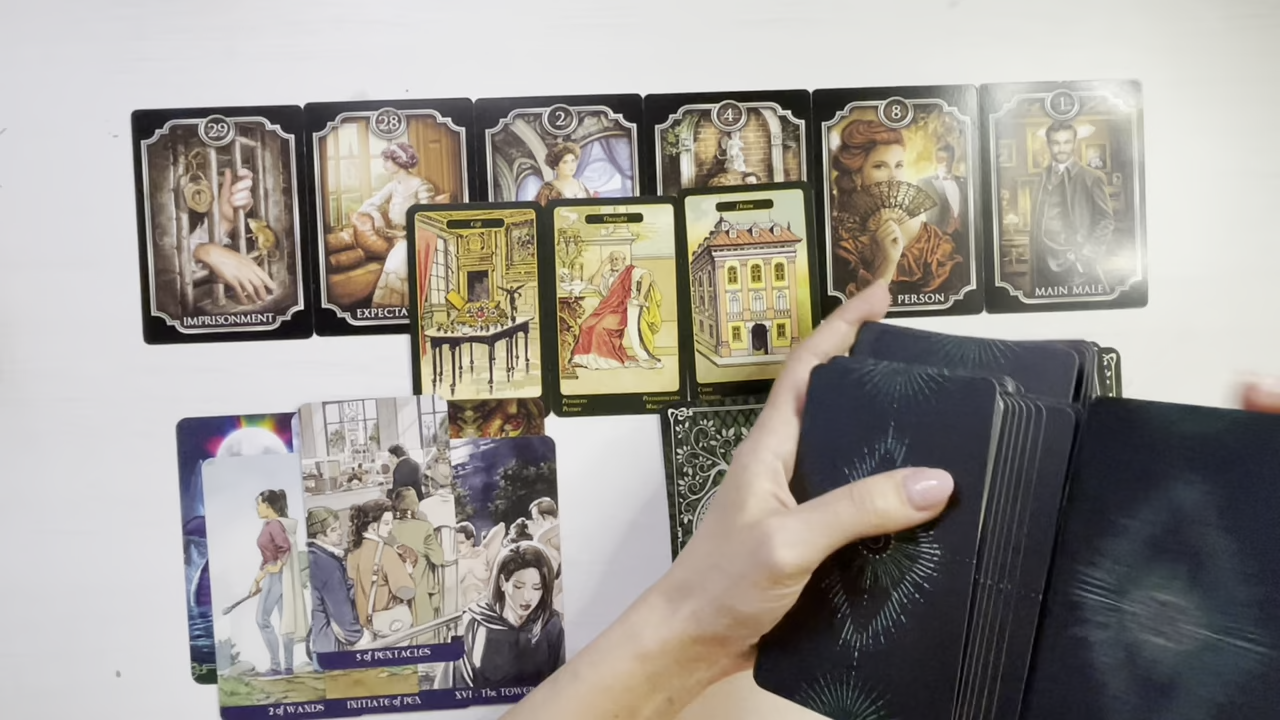 29
28
2
4
8
1.
IMPRISONMENT
EXPECTA
PERSON
MAIN MALE
Gift
Thought
House
5 of PENTACLES
2 of WANDS
INITIATE of PEN
XVI - The TOWER